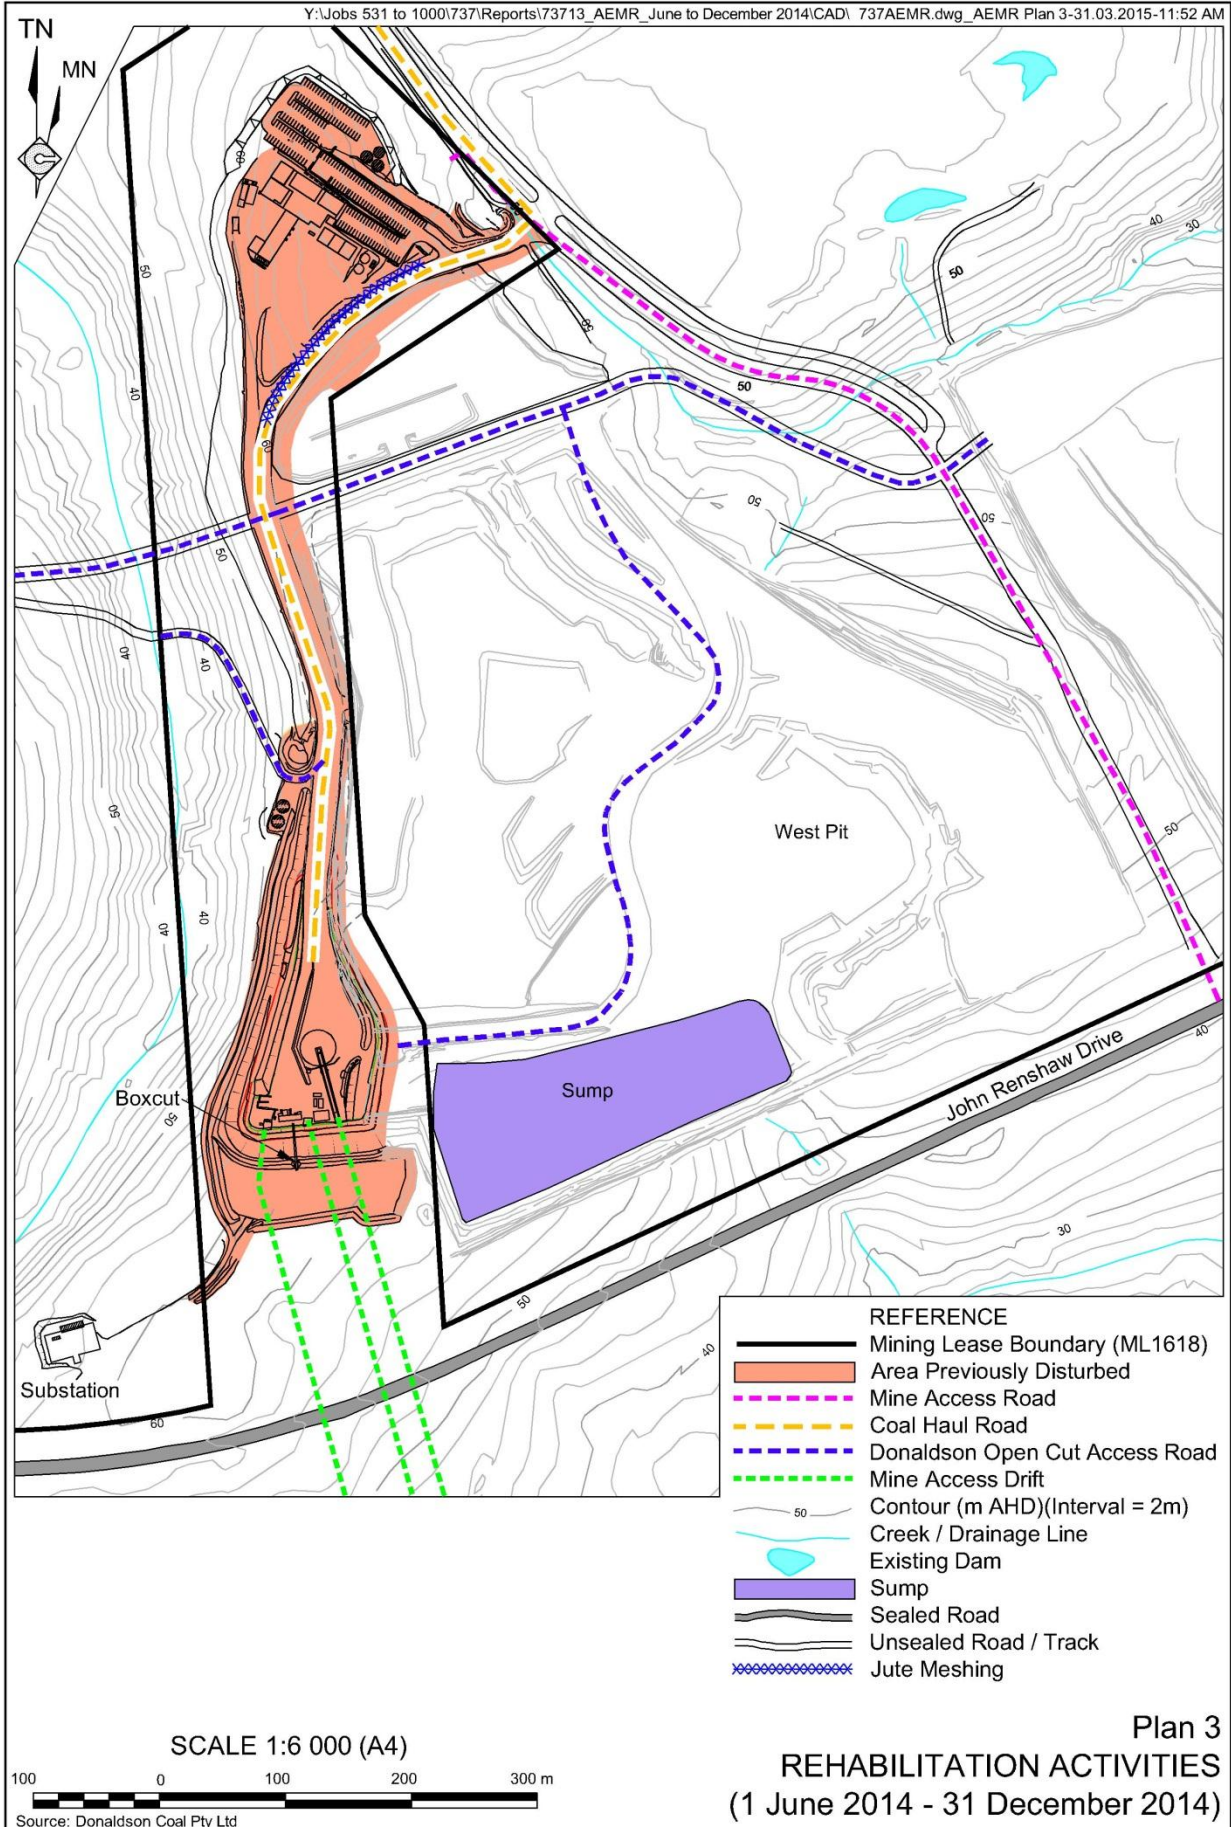 Y:\Jobs 531 to 1000\737\Reports\73713_AEMR_June to December 2014\CAD\ 737AEMR.dwg_AEMR Plan 3-31.03.2015-11:52 AM
TN
MN
60
50
40
30
50
40
50
50
60
50
50
50
40
40
West Pit
50
50
40
40
John Renshaw Drive
40
Sump
Boxcut
50
30
50
40
Substation
60
REFERENCE
Mining Lease Boundary (ML1618)
Area Previously Disturbed
Mine Access Road
Coal Haul Road
Donaldson Open Cut Access Road
Mine Access Drift
50 Contour (m AHD)(Interval = 2m)
Creek / Drainage Line
Existing Dam
Sump
Sealed Road
Unsealed Road / Track
Jute Meshing
Plan 3
REHABILITATION ACTIVITIES
(1 June 2014 - 31 December 2014)
SCALE 1:6 000 (A4)
100 0 100 200 300 m
Source: Donaldson Coal Pty Ltd